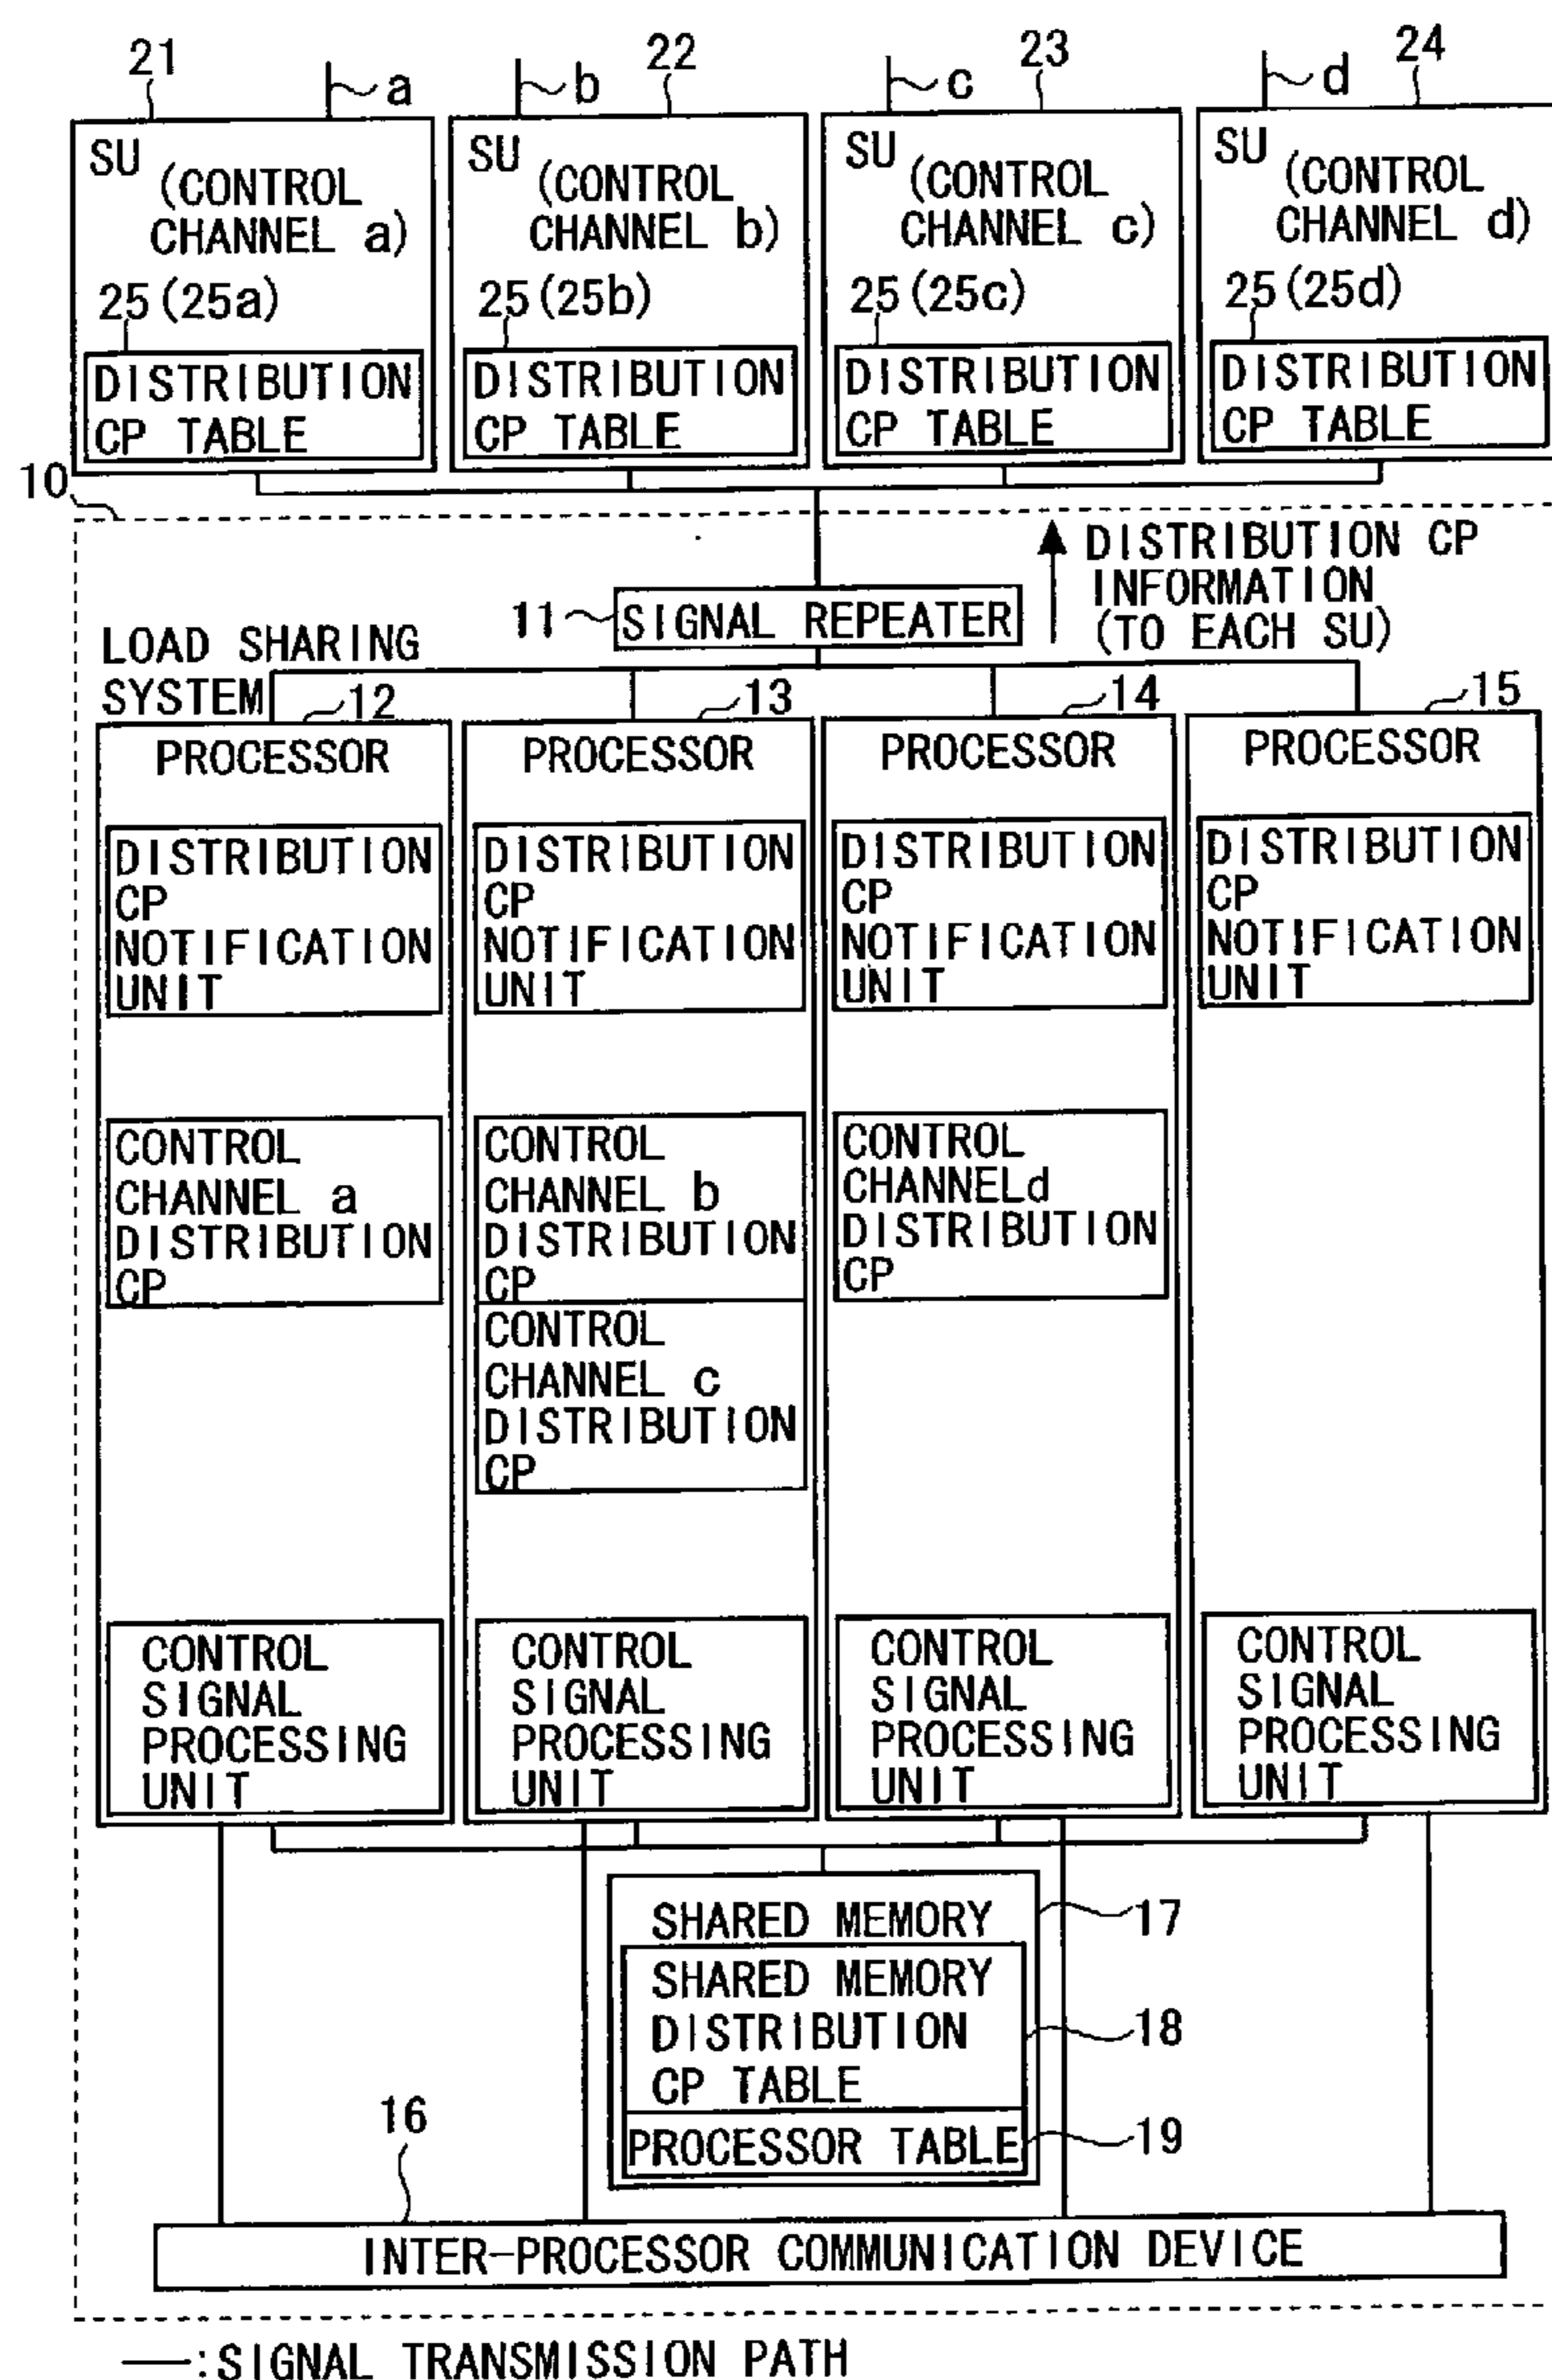 21
a
b
22
c
23
d
24
SU
(CONTROL
CHANNEL a)
25 (25a)
DISTRIBUTION
CP TABLE
SU
(CONTROL
CHANNEL b)
25 (25b)
DISTRIBUTION
CP TABLE
SU
(CONTROL
CHANNEL c)
25 (25c)
DISTRIBUTION
CP TABLE
SU
(CONTROL
CHANNEL d)
25 (25d)
DISTRIBUTION
CP TABLE
10
DISTRIBUTION CP
INFORMATION
(TO EACH SU)
11
SIGNAL REPEATER
LOAD SHARING
SYSTEM
12
PROCESSOR
DISTRIBUTION
CP
NOTIFICATION
UNIT
CONTROL
CHANNEL a
DISTRIBUTION
CP
CONTROL
SIGNAL
PROCESSING
UNIT
13
PROCESSOR
DISTRIBUTION
CP
NOTIFICATION
UNIT
CONTROL
CHANNEL b
DISTRIBUTION
CP
CONTROL
CHANNEL c
DISTRIBUTION
CP
CONTROL
SIGNAL
PROCESSING
UNIT
14
PROCESSOR
DISTRIBUTION
CP
NOTIFICATION
UNIT
CONTROL
CHANNELd
DISTRIBUTION
CP
CONTROL
SIGNAL
PROCESSING
UNIT
15
PROCESSOR
DISTRIBUTION
CP
NOTIFICATION
UNIT
CONTROL
SIGNAL
PROCESSING
UNIT
SHARED MEMORY
17
SHARED MEMORY
DISTRIBUTION
CP TABLE
18
PROCESSOR TABLE
19
16
INTER-PROCESSOR COMMUNICATION DEVICE
—:SIGNAL TRANSMISSION PATH